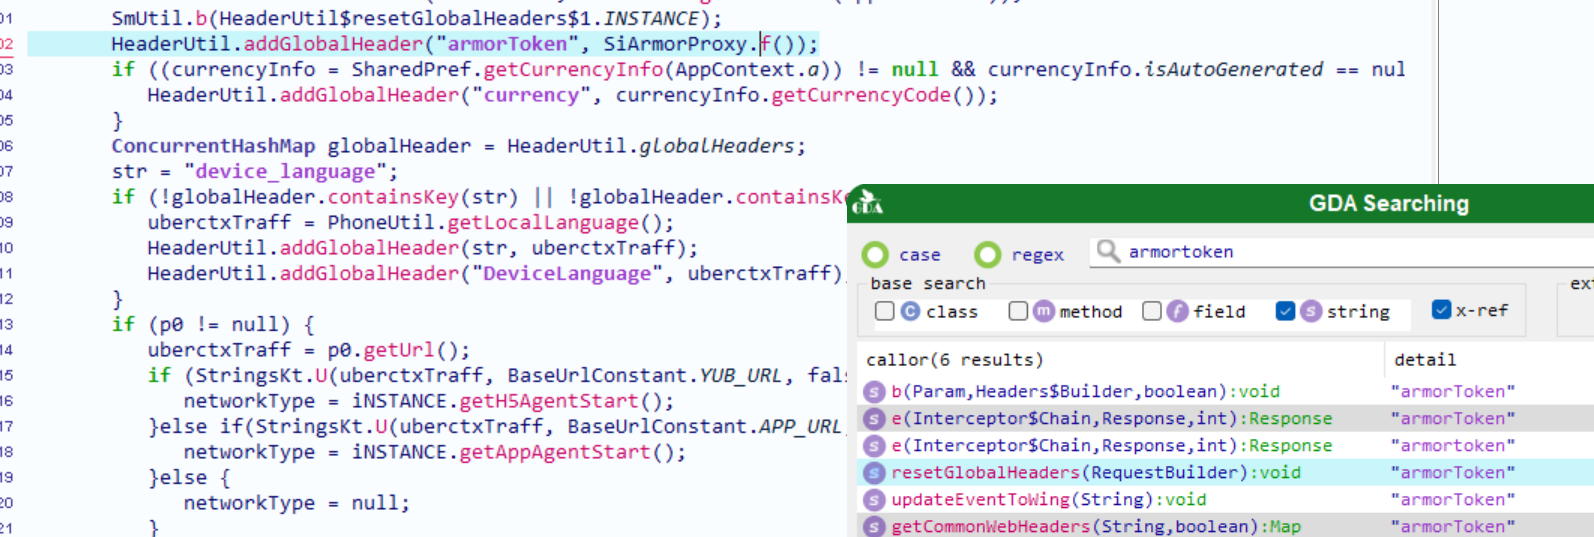 01 SmUtil.b(HeaderUtil$resetGlobalHeaders$1.INSTANCE);
02 HeaderUtil.addGlobalHeader("armorToken", SiArmorProxy.f());
03 if ((currencyInfo = SharedPref.getCurrencyInfo(AppContext.a)) != null && currencyInfo.isAutoGenerated == nul
04 HeaderUtil.addGlobalHeader("currency", currencyInfo.getCurrencyCode());
05 }
06 ConcurrentHashMap globalHeader = HeaderUtil.globalHeaders;
07 str = "device_language";
08 if (!globalHeader.containsKey(str) || !globalHeader.containsK
09 uberctxTraff = PhoneUtil.getLocalLanguage();
10 HeaderUtil.addGlobalHeader(str, uberctxTraff);
11 HeaderUtil.addGlobalHeader("DeviceLanguage", uberctxTraff)
12 }
13 if (p0 != null) {
14 uberctxTraff = p0.getUrl();
15 if (StringsKt.U(uberctxTraff, BaseUrlConstant.YUB_URL, fal
16 networkType = iNSTANCE.getH5AgentStart();
17 }else if(StringsKt.U(uberctxTraff, BaseUrlConstant.APP_URL
18 networkType = iNSTANCE.getAppAgentStart();
19 }else {
20 networkType = null;
21 }
GDA
GDA Searching
case regex armortoken
base search ext
C class m method f field s string x-ref
callor(6 results) detail
s b(Param,Headers$Builder,boolean):void "armorToken"
s e(Interceptor$Chain,Response,int):Response "armorToken"
s e(Interceptor$Chain,Response,int):Response "armortoken"
s resetGlobalHeaders(RequestBuilder):void "armorToken"
s updateEventToWing(String):void "armorToken"
s getCommonWebHeaders(String,boolean):Map "armorToken"